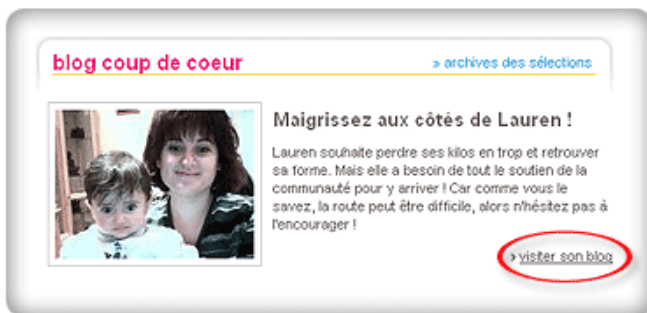 blog coup de coeur
» archives des sélections
Maigrissez aux côtés de Lauren !
Lauren souhaite perdre ses kilos en trop et retrouver
sa forme. Mais elle a besoin de tout le soutien de la
communauté pour y arriver ! Car comme vous le
savez, la route peut être difficile, alors n'hésitez pas à
l'encourager !
› visiter son blog